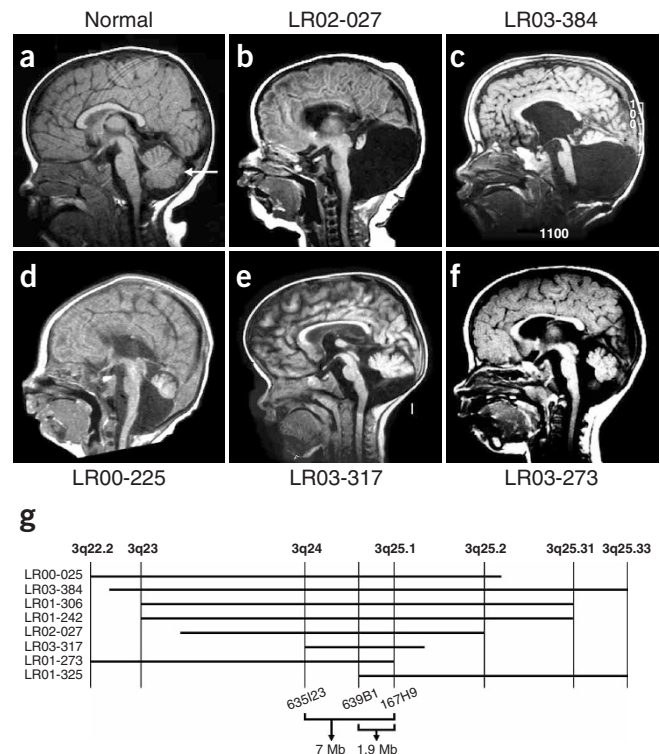 Normal LR02-027 LR03-384
a b c
100
1100
d e f
LR00-225 LR03-317 LR03-273
g
3q22.2 3q23 3q24 3q25.1 3q25.2 3q25.31 3q25.33
LR00-025
LR03-384
LR01-306
LR01-242
LR02-027
LR03-317
LR01-273
LR01-325
635I23 639B1 167H9
7 Mb 1.9 Mb